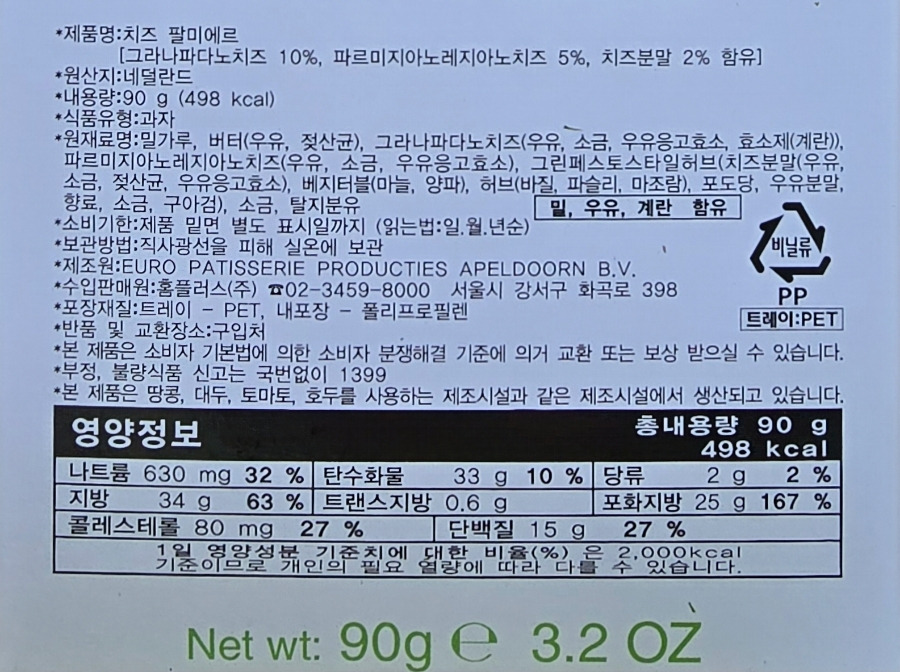 *제품명:치즈 팔미에르
[그라나파다노치즈 10%, 파르미지아노레지아노치즈 5%, 치즈분말 2% 함유]
*원산지:네덜란드
*내용량:90 g (498 kcal)
*식품유형:과자
*원재료명:밀가루, 버터(우유, 젖산균), 그라나파다노치즈(우유, 소금, 우유응고효소, 효소제(계란)),
파르미지아노레지아노치즈(우유, 소금, 우유응고효소), 그린페스토스타일허브(치즈분말(우유,
소금, 젖산균, 우유응고효소), 베지터블(마늘, 양파), 허브(바질, 파슬리, 마조람), 포도당, 우유분말,
향료, 소금, 구아검), 소금, 탈지분유
밀, 우유, 계란 함유
*소비기한:제품 밑면 별도 표시일까지 (읽는법:일.월.년순)
*보관방법:직사광선을 피해 실온에 보관
*제조원:EURO PATISSERIE PRODUCTIES APELDOORN B.V.
*수입판매원:홈플러스(주) ☎02-3459-8000 서울시 강서구 화곡로 398
*포장재질:트레이 - PET, 내포장 - 폴리프로필렌
*반품 및 교환장소:구입처
비닐류
PP
트레이:PET
*본 제품은 소비자 기본법에 의한 소비자 분쟁해결 기준에 의거 교환 또는 보상 받으실 수 있습니다.
*부정, 불량식품 신고는 국번없이 1399
*본 제품은 땅콩, 대두, 토마토, 호두를 사용하는 제조시설과 같은 제조시설에서 생산되고 있습니다.
영양정보
총내용량 90 g
498 kcal
나트륨 630 mg 32 % 탄수화물 33 g 10 % 당류 2 g 2 %
지방 34 g 63 % 트랜스지방 0.6 g 포화지방 25 g 167 %
콜레스테롤 80 mg 27 % 단백질 15 g 27 %
1일 영양성분 기준치에 대한 비율(%) 은 2,000kcal
기준이므로 개인의 필요 열량에 따라 다를 수 있습니다.
Net wt: 90g ℮ 3.2 OZ